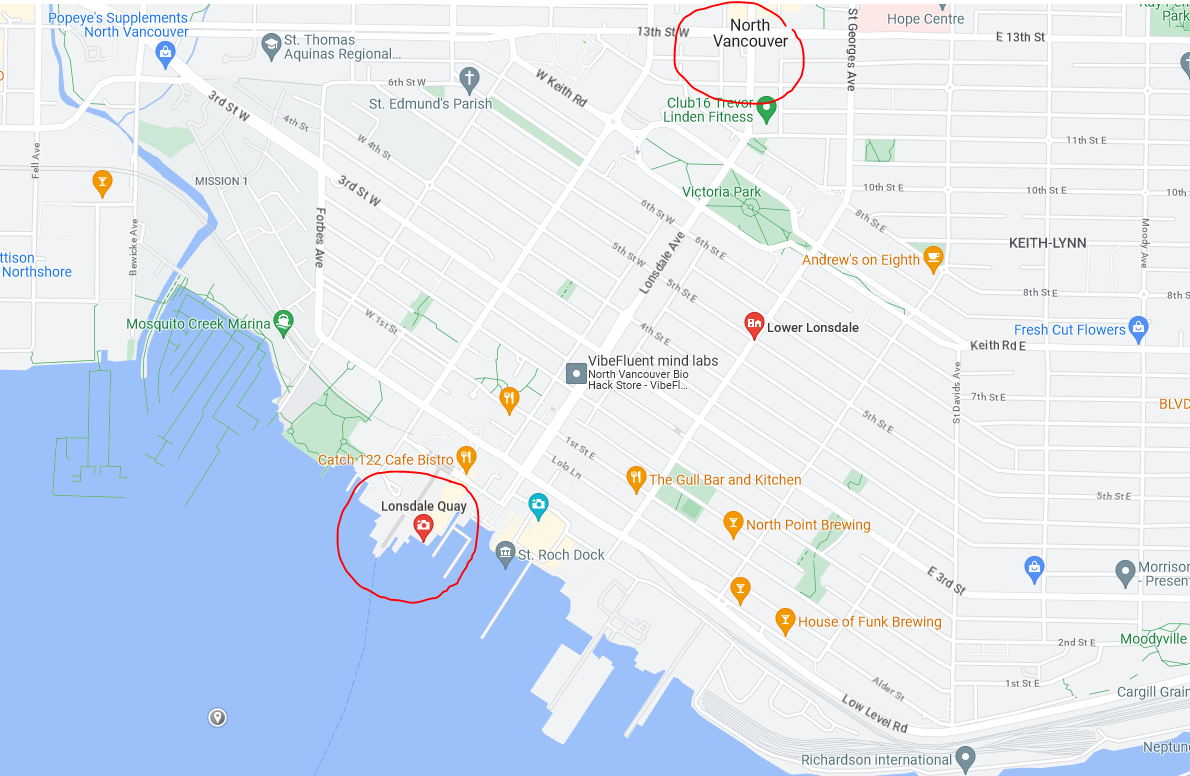 Popeye's Supplements
North Vancouver
St. Thomas
Aquinas Regional...
13th St W
North
Vancouver
St Georges Ave
Hope Centre
Park
E 13th St
6th St W
St. Edmund's Parish
W Keith Rd
Club16 Trevor
Linden Fitness
3rd St W
4th St
W 4th St
11th St E
Fell Ave
MISSION 1
3rd St W
Victoria Park
10th St E
10th St E
10th St E
6th St W
8th St E
Bewicke Ave
Forbes Ave
Lonsdale Ave
5th St W
6th St E
KEITH-LYNN
Moody Ave
ttison
Northshore
Andrew's on Eighth
5th St E
8th St E
8th S
Mosquito Creek Marina
W 1st St
4th St E
Lower Lonsdale
Fresh Cut Flowers
Keith Rd E
VibeFluent mind labs
North Vancouver Bio
Hack Store - VibeFl...
St Davids Ave
7th St E
BLVD
5th St E
1st St E
Lolo Ln
Catch 122 Cafe Bistro
The Gull Bar and Kitchen
5th St E
Lonsdale Quay
North Point Brewing
St. Roch Dock
E 3rd St
Morrison
- Present
House of Funk Brewing
2nd St E
Moodyville
1st St E
Alder St
Cargill Grain
Low Level Rd
Neptune
Richardson international